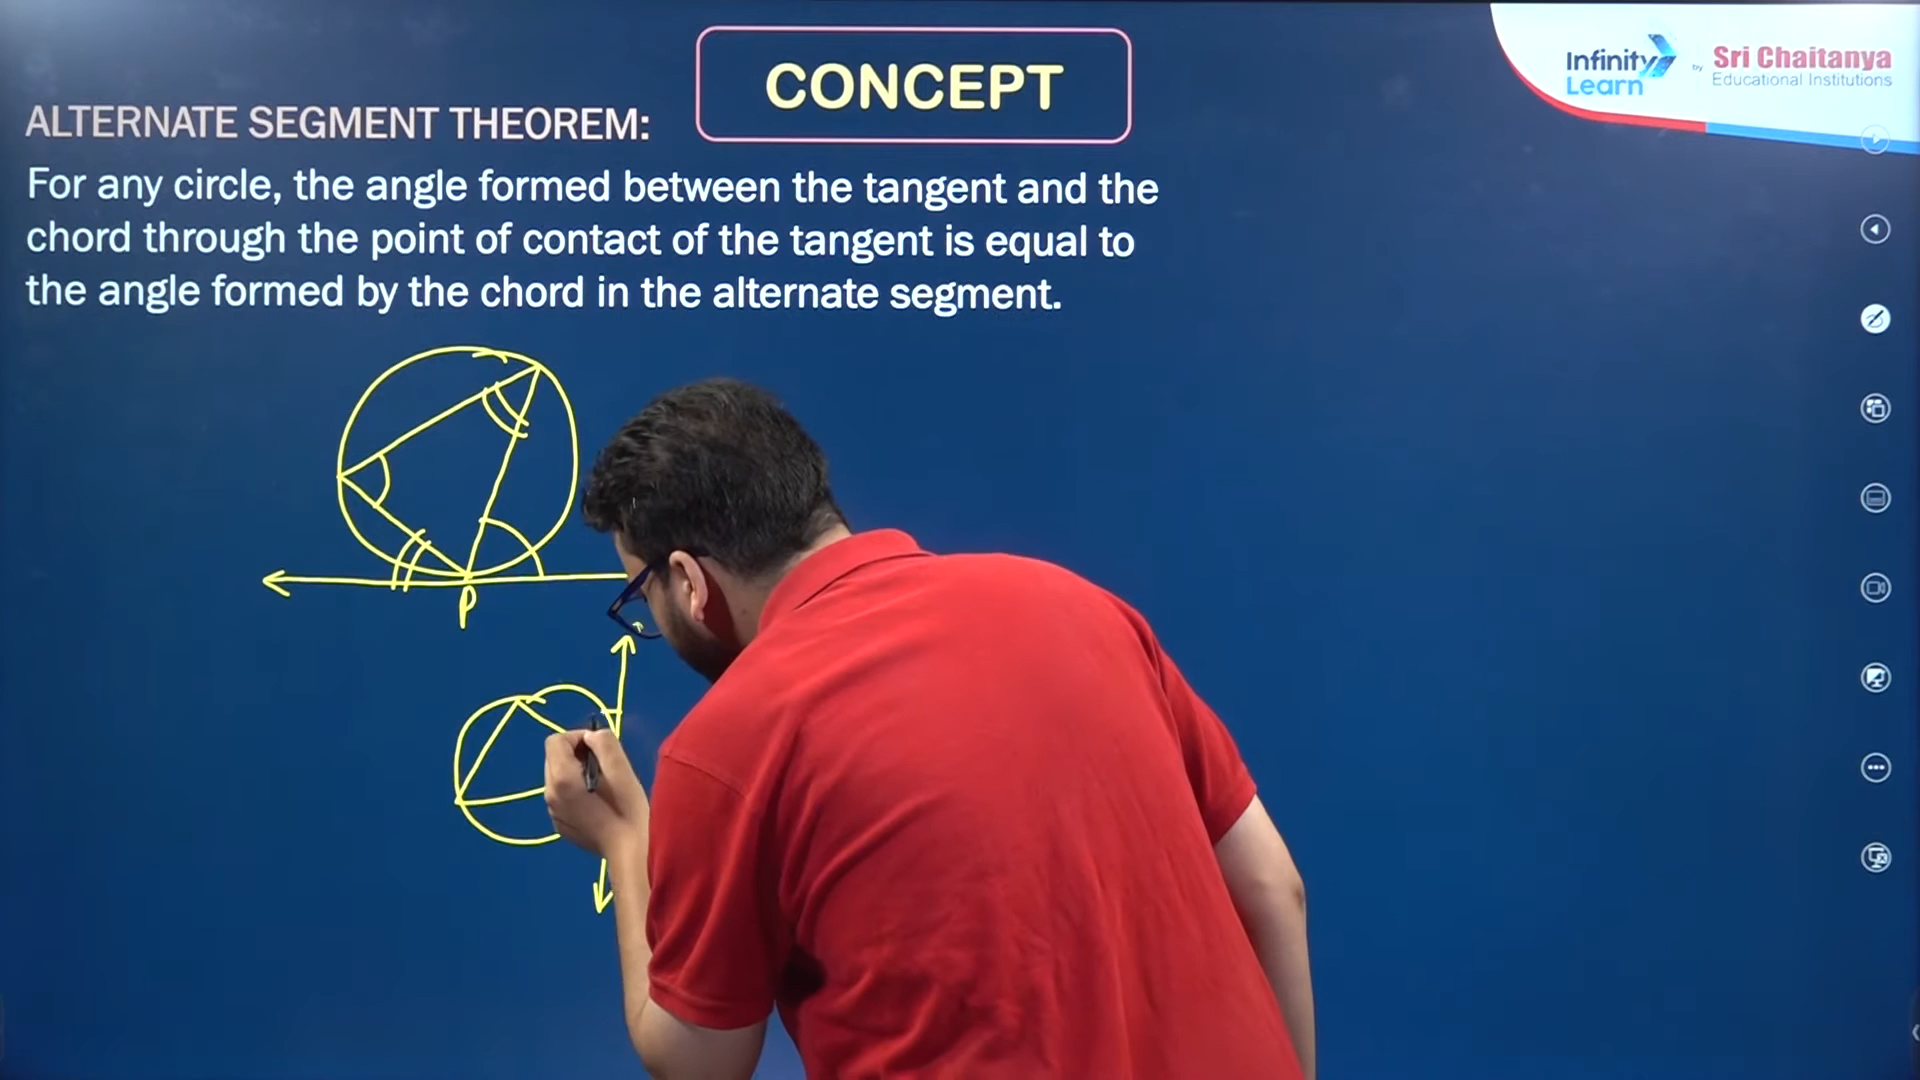 CONCEPT
Infinity Learn by Sri Chaitanya
Educational Institutions
ALTERNATE SEGMENT THEOREM:
For any circle, the angle formed between the tangent and the
chord through the point of contact of the tangent is equal to
the angle formed by the chord in the alternate segment.
P